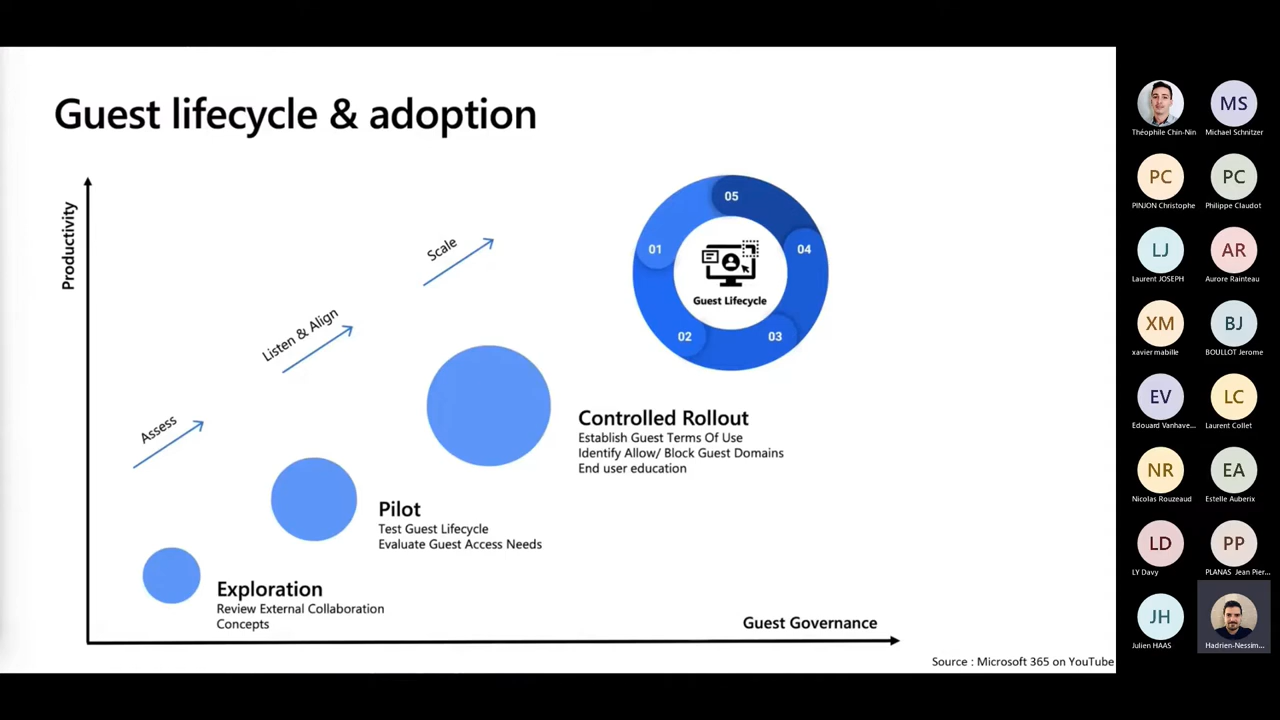 Guest lifecycle & adoption
Productivity
Assess
Listen & Align
Scale
05
01
04
02
03
Guest Lifecycle
Controlled Rollout
Establish Guest Terms Of Use
Identify Allow/ Block Guest Domains
End user education
Pilot
Test Guest Lifecycle
Evaluate Guest Access Needs
Exploration
Review External Collaboration
Concepts
Guest Governance
Source : Microsoft 365 on YouTube
Théophile Chin-Nin
MS
Michael Schnitzer
PC
PINJON Christophe
PC
Philippe Claudot
LJ
Laurent JOSEPH
AR
Aurore Rainteau
XM
xavier mabille
BJ
BOULLOT Jerome
EV
Edouard Vanhave...
LC
Laurent Collet
NR
Nicolas Rouzeaud
EA
Estelle Auberix
LD
LY Davy
PP
PLANAS Jean Pier...
JH
Julien HAAS
Hadrien-Nessim...